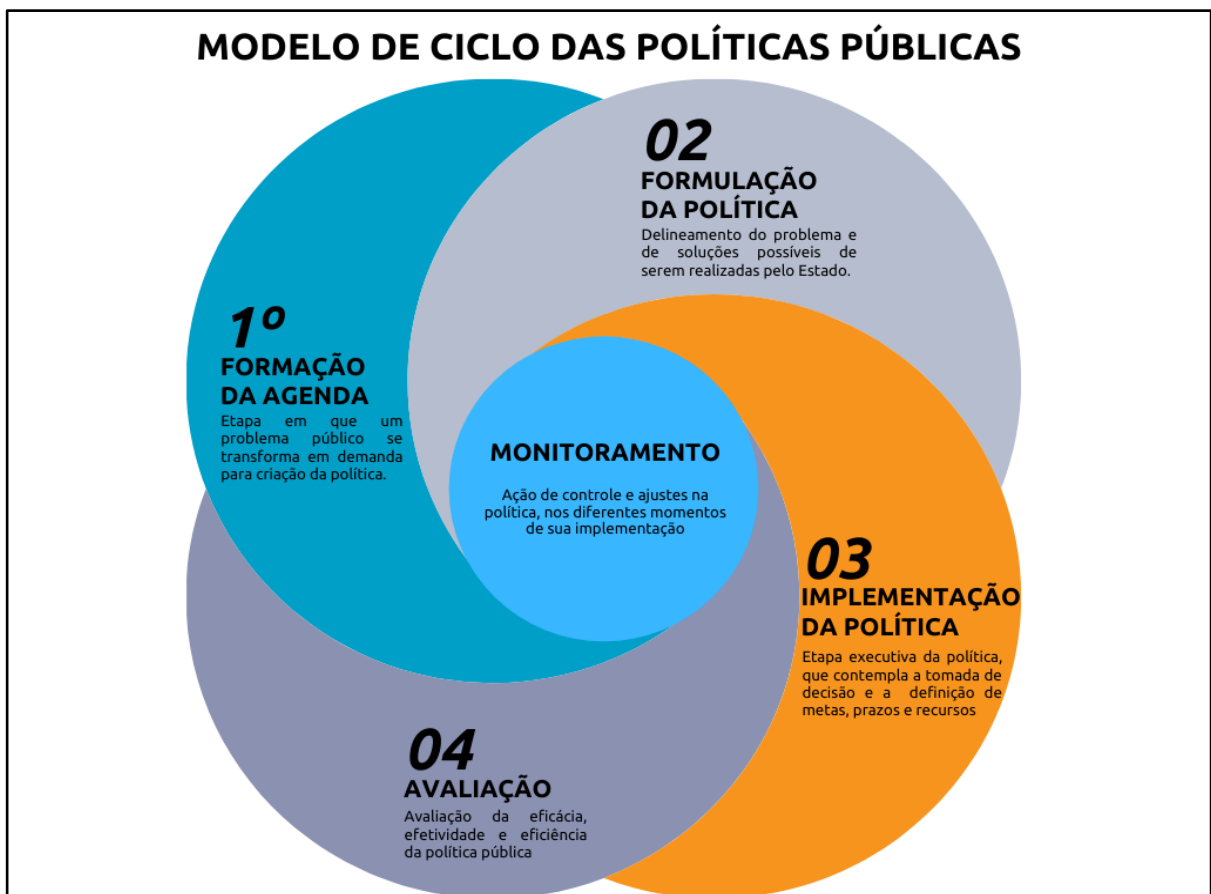 MODELO DE CICLO DAS POLÍTICAS PÚBLICAS
1º
FORMAÇÃO
DA AGENDA
Etapa em que um
problema público se
transforma em demanda
para criação da política.
02
FORMULAÇÃO
DA POLÍTICA
Delineamento do problema e
de soluções possíveis de
serem realizadas pelo Estado.
MONITORAMENTO
Ação de controle e ajustes na
política, nos diferentes momentos
de sua implementação
03
IMPLEMENTAÇÃO
DA POLÍTICA
Etapa executiva da política,
que contempla a tomada de
decisão e a definição de
metas, prazos e recursos
04
AVALIAÇÃO
Avaliação da eficácia,
efetividade e eficiência
da política pública